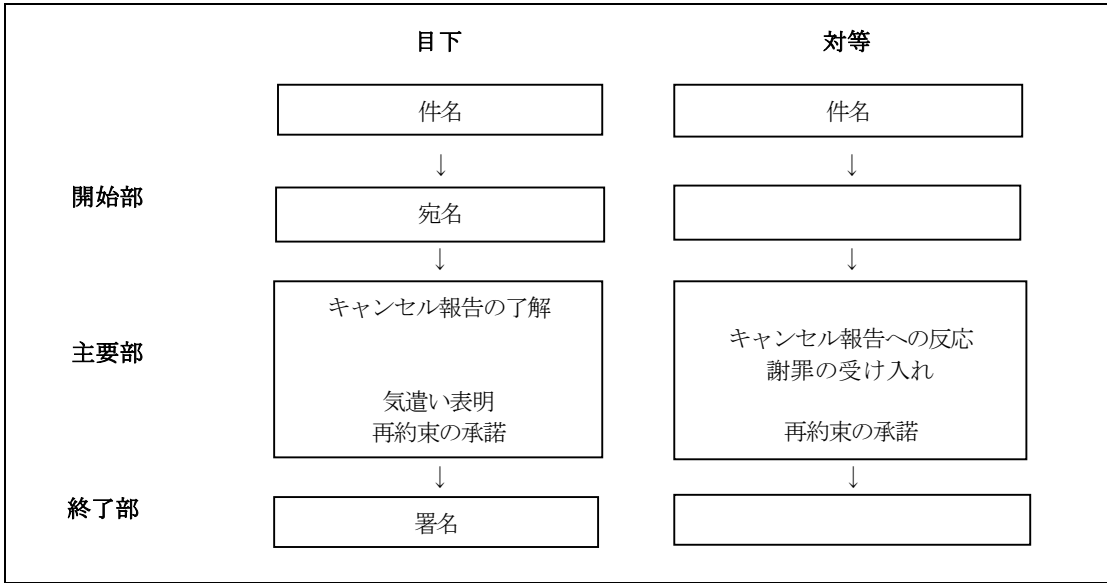 目下 対等
件名 件名
↓ ↓
開始部 宛名
↓ ↓
キャンセル報告の了解
キャンセル報告への反応
主要部 謝罪の受け入れ
気遣い表明
再約束の承諾 再約束の承諾
↓ ↓
終了部 署名